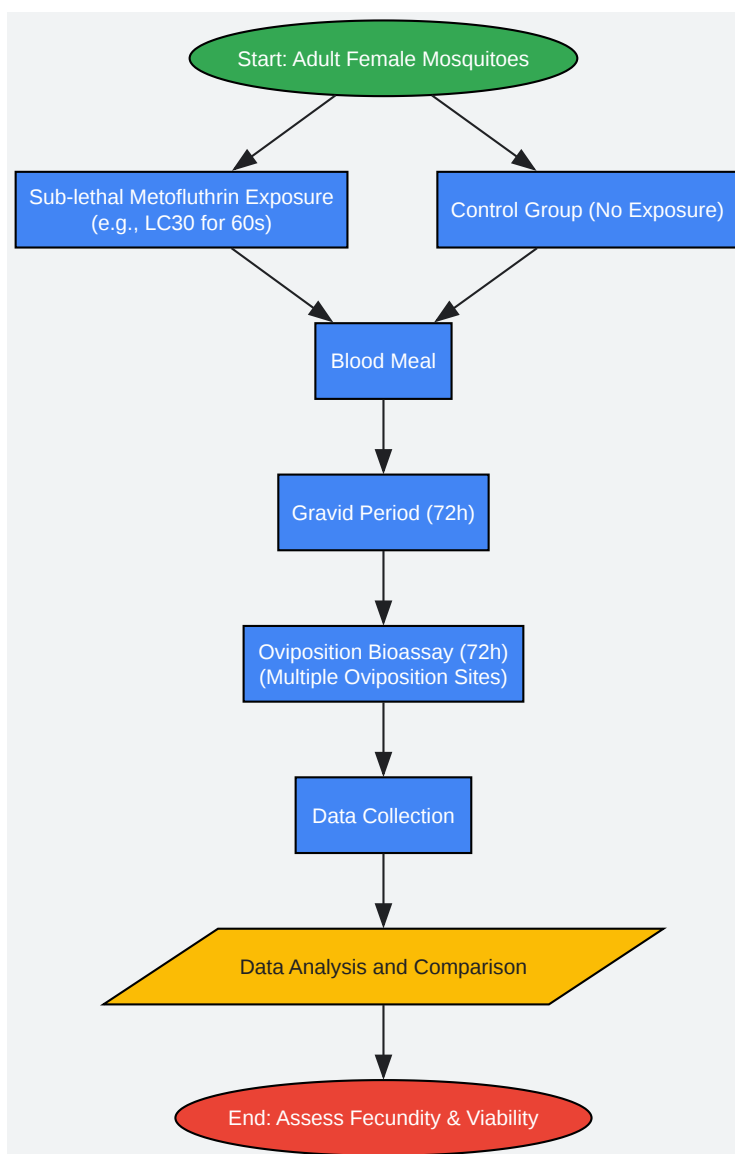 Start: Adult Female Mosquitoes
Sub-lethal Metofluthrin Exposure
(e.g., LC30 for 60s)
Control Group (No Exposure)
Blood Meal
Gravid Period (72h)
Oviposition Bioassay (72h)
(Multiple Oviposition Sites)
Data Collection
Data Analysis and Comparison
End: Assess Fecundity & Viability